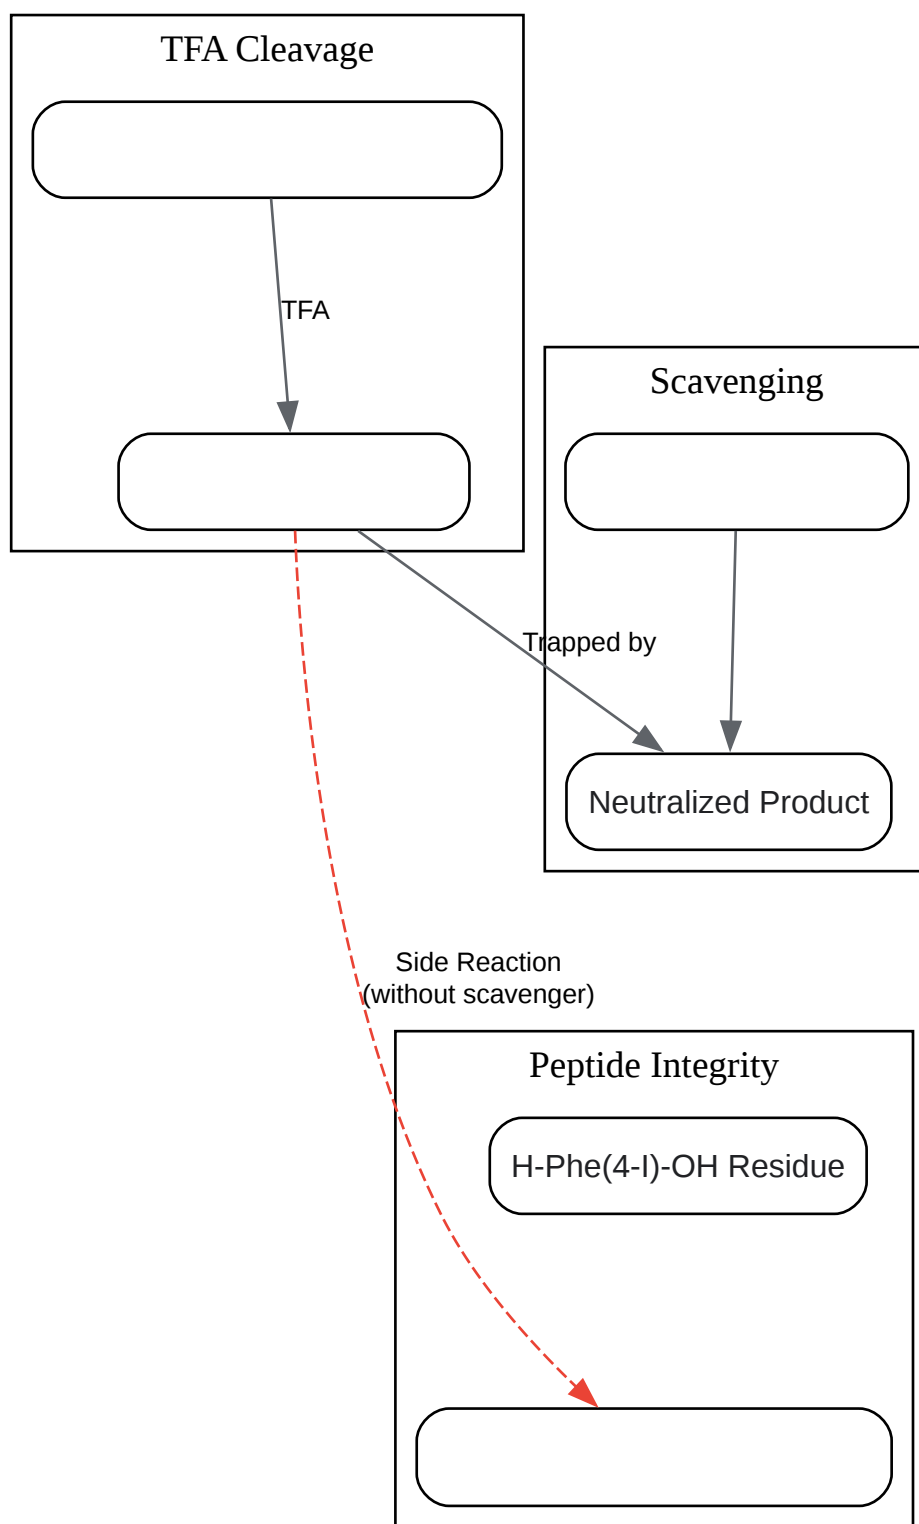 TFA Cleavage
TFA
Scavenging
Trapped by
Neutralized Product
Side Reaction
(without scavenger)
Peptide Integrity
H-Phe(4-I)-OH Residue